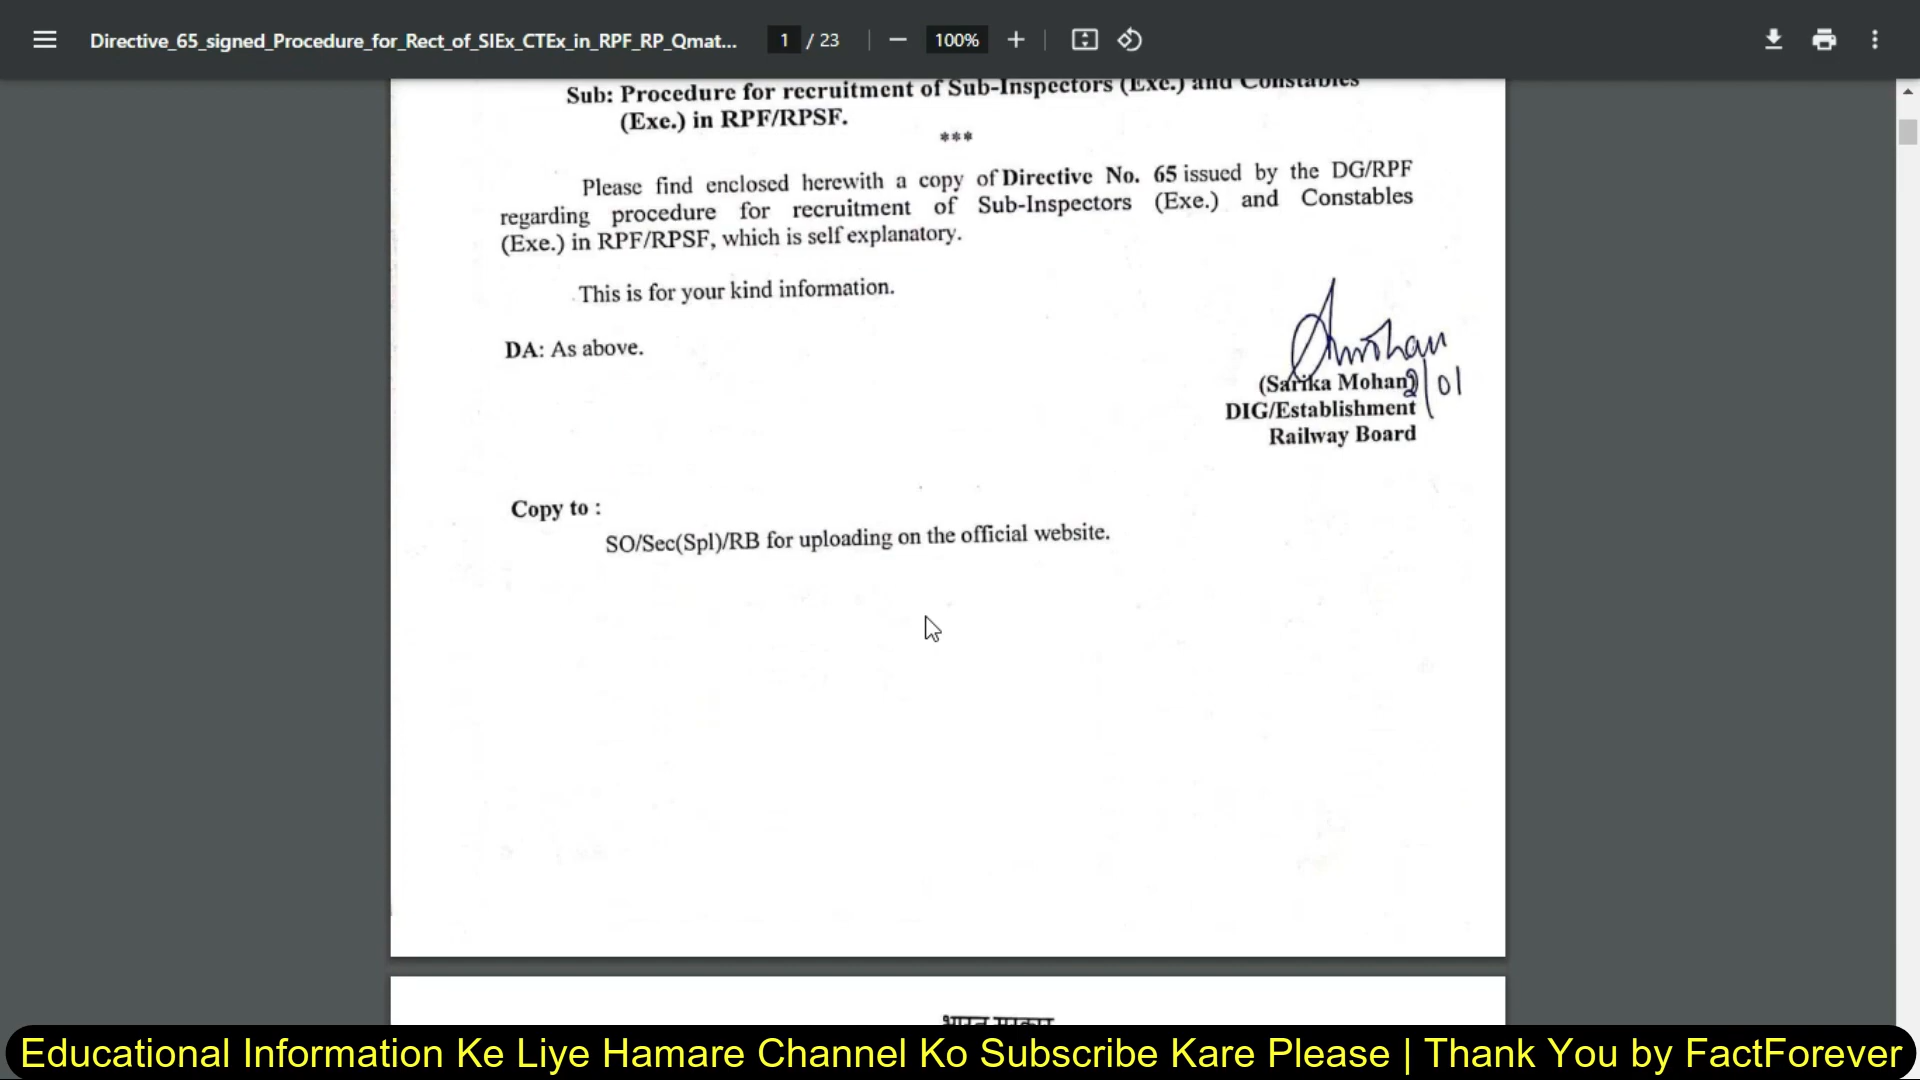 Directive_65_signed_Procedure_for_Rect_of_SIEx_CTEx_in_RPF_RP_Qmat...
1 / 23
100%
Sub: Procedure for recruitment of Sub-Inspectors (Exe.) and Constables
(Exe.) in RPF/RPSF.
***
Please find enclosed herewith a copy of Directive No. 65 issued by the DG/RPF
regarding procedure for recruitment of Sub-Inspectors (Exe.) and Constables
(Exe.) in RPF/RPSF, which is self explanatory.
This is for your kind information.
DA: As above.
(Sarika Mohan)
2/01
DIG/Establishment
Railway Board
Copy to :
SO/Sec(Spl)/RB for uploading on the official website.
भारत सरकार
Educational Information Ke Liye Hamare Channel Ko Subscribe Kare Please | Thank You by FactForever